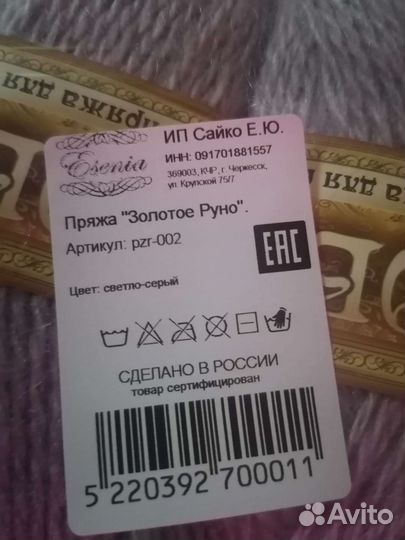 Esenia
ИП Сайко Е.Ю.
ИНН: 091701881557
369003, КЧР, г. Черкесск,
ул. Крупской 75/7
Пряжа "Золотое Руно".
Артикул: pzr-002
EAC
Цвет: светло-серый
СДЕЛАНО В РОССИИ
товар сертифицирован
5 220392 700011
Avito